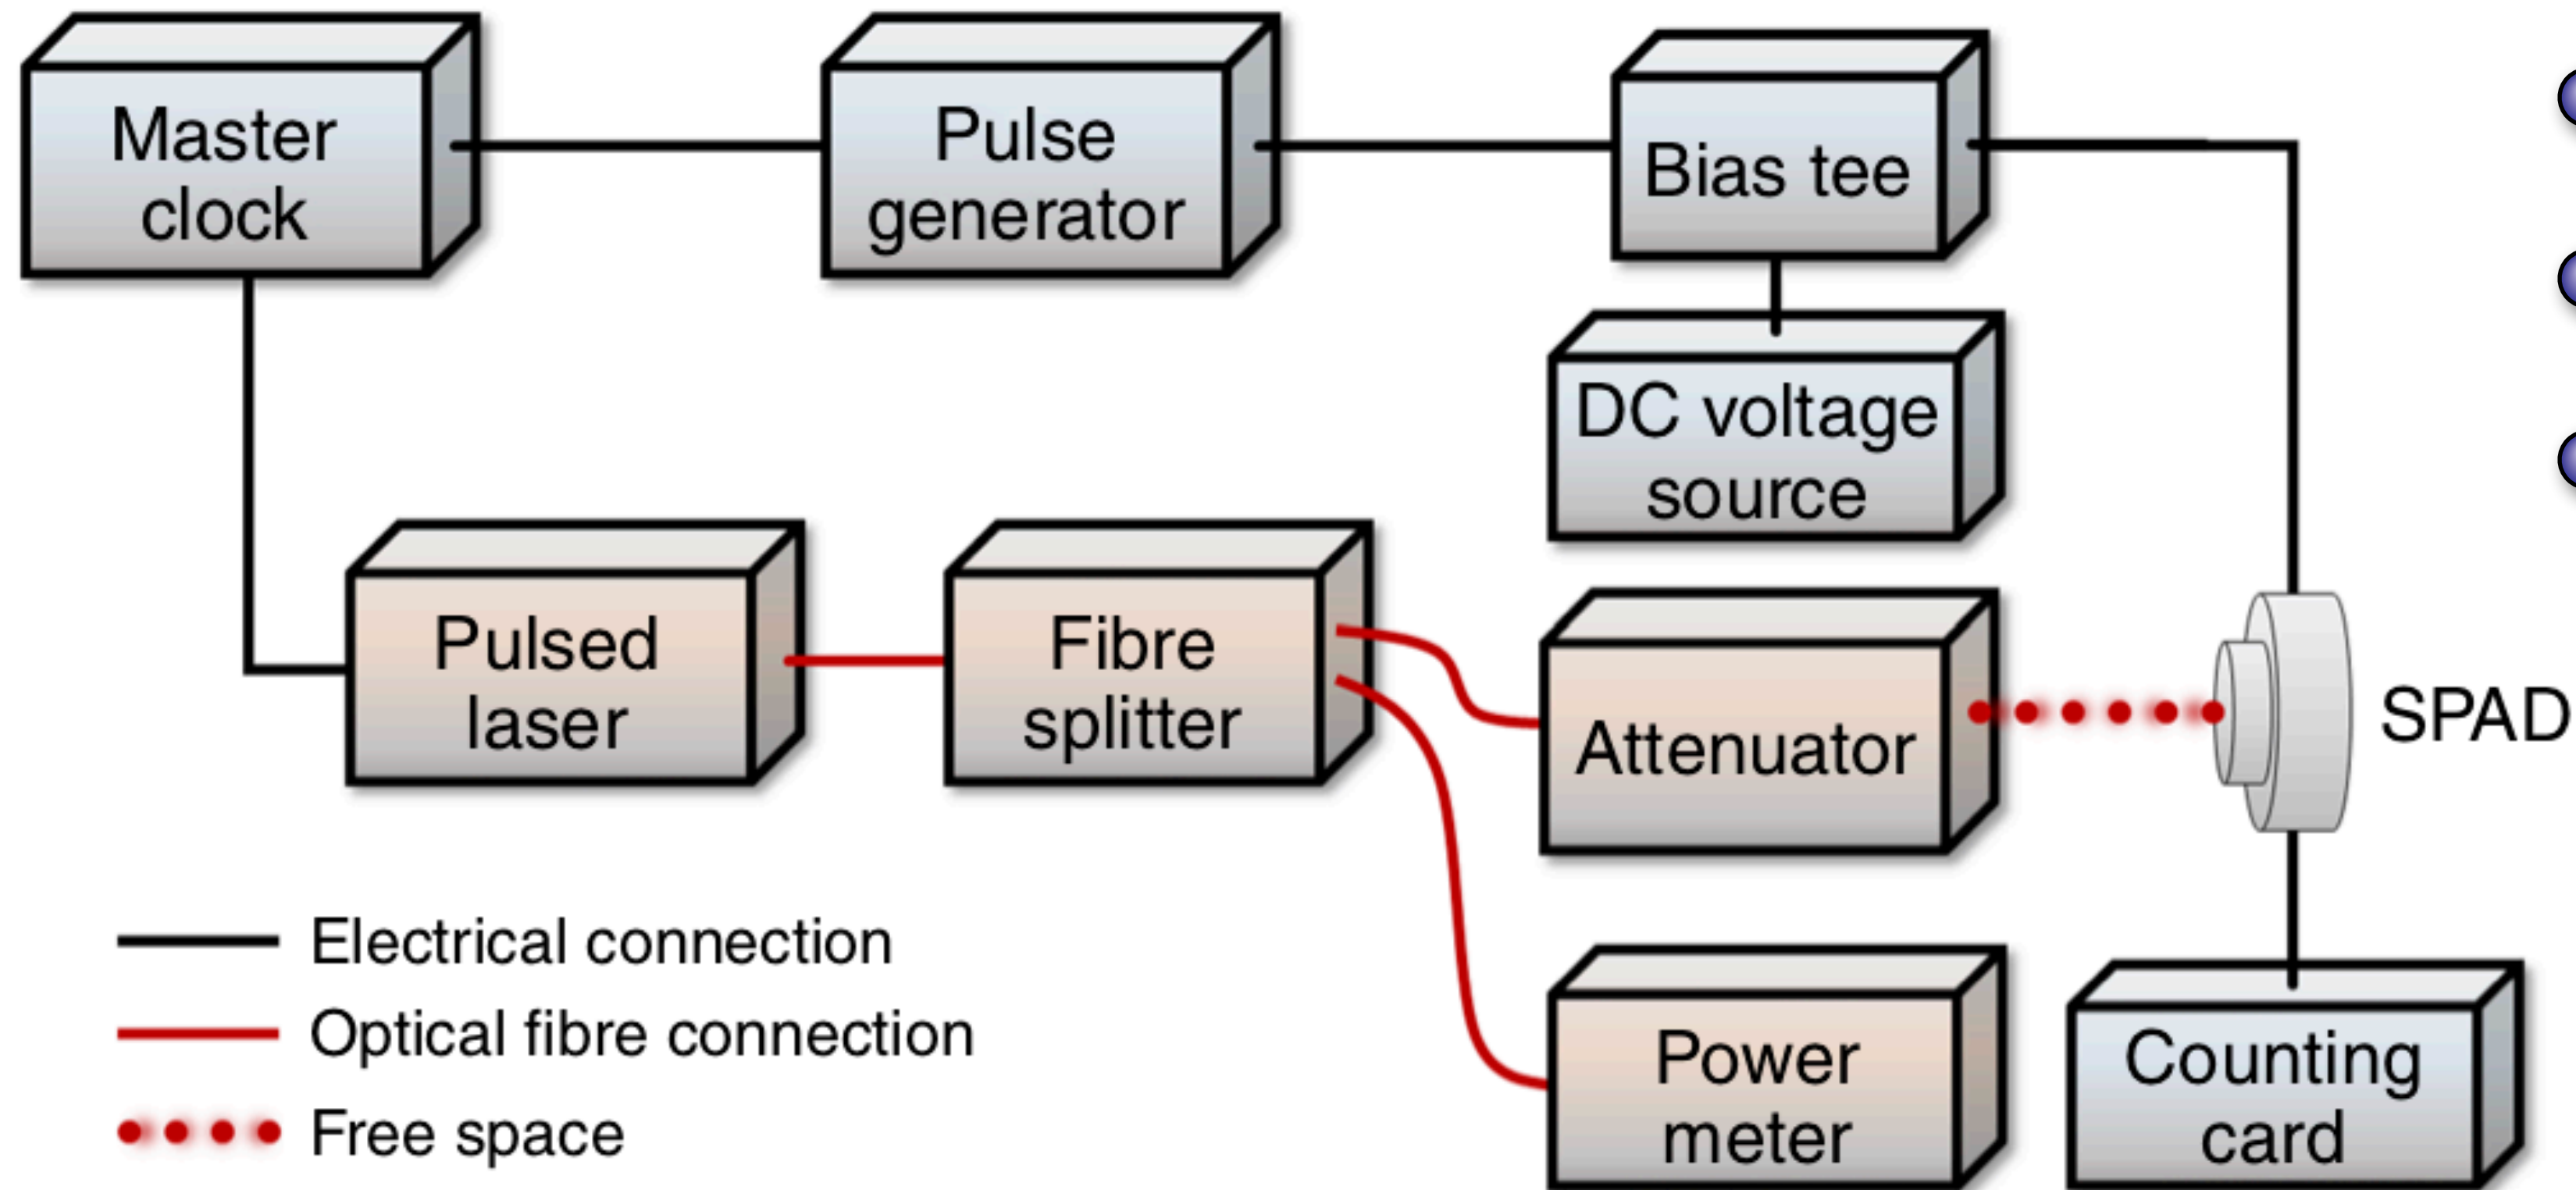 Master
clock
Pulse
generator
Bias tee
DC voltage
source
Pulsed
laser
Fibre
splitter
Attenuator
SPAD
Power
meter
Counting
card
Electrical connection
Optical fibre connection
Free space